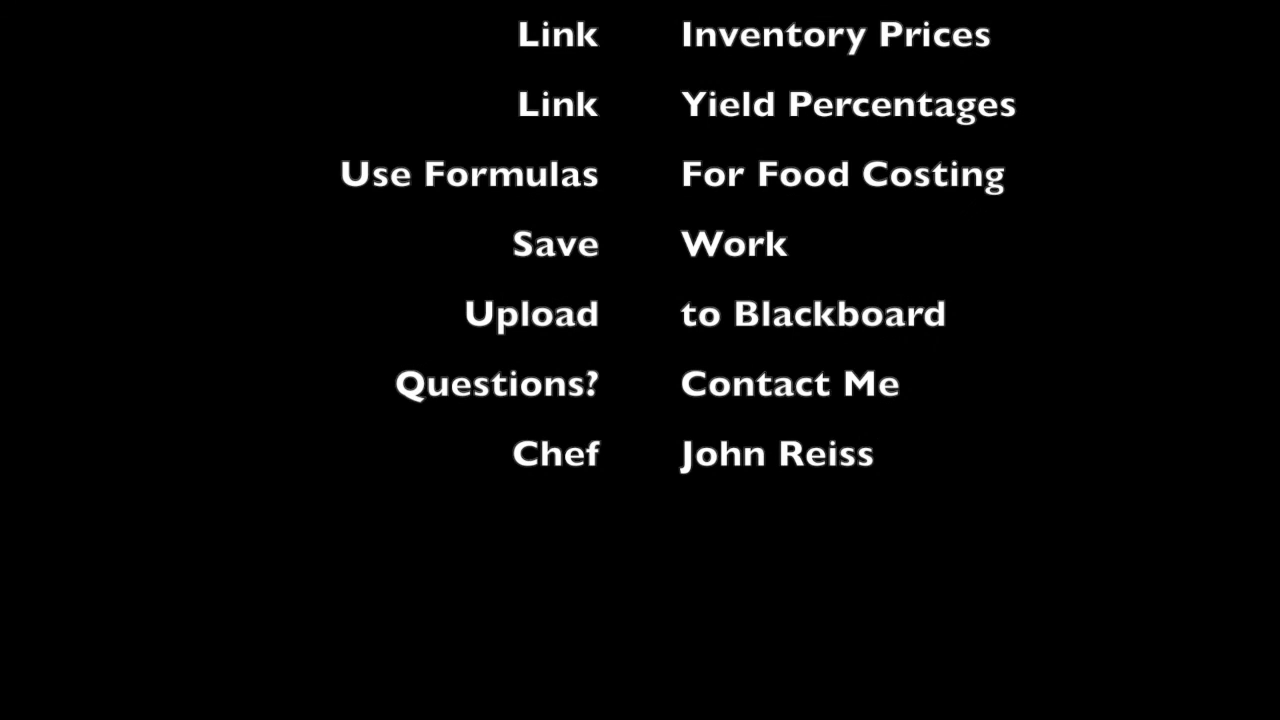 Link Inventory Prices
Link Yield Percentages
Use Formulas For Food Costing
Save Work
Upload to Blackboard
Questions? Contact Me
Chef John Reiss